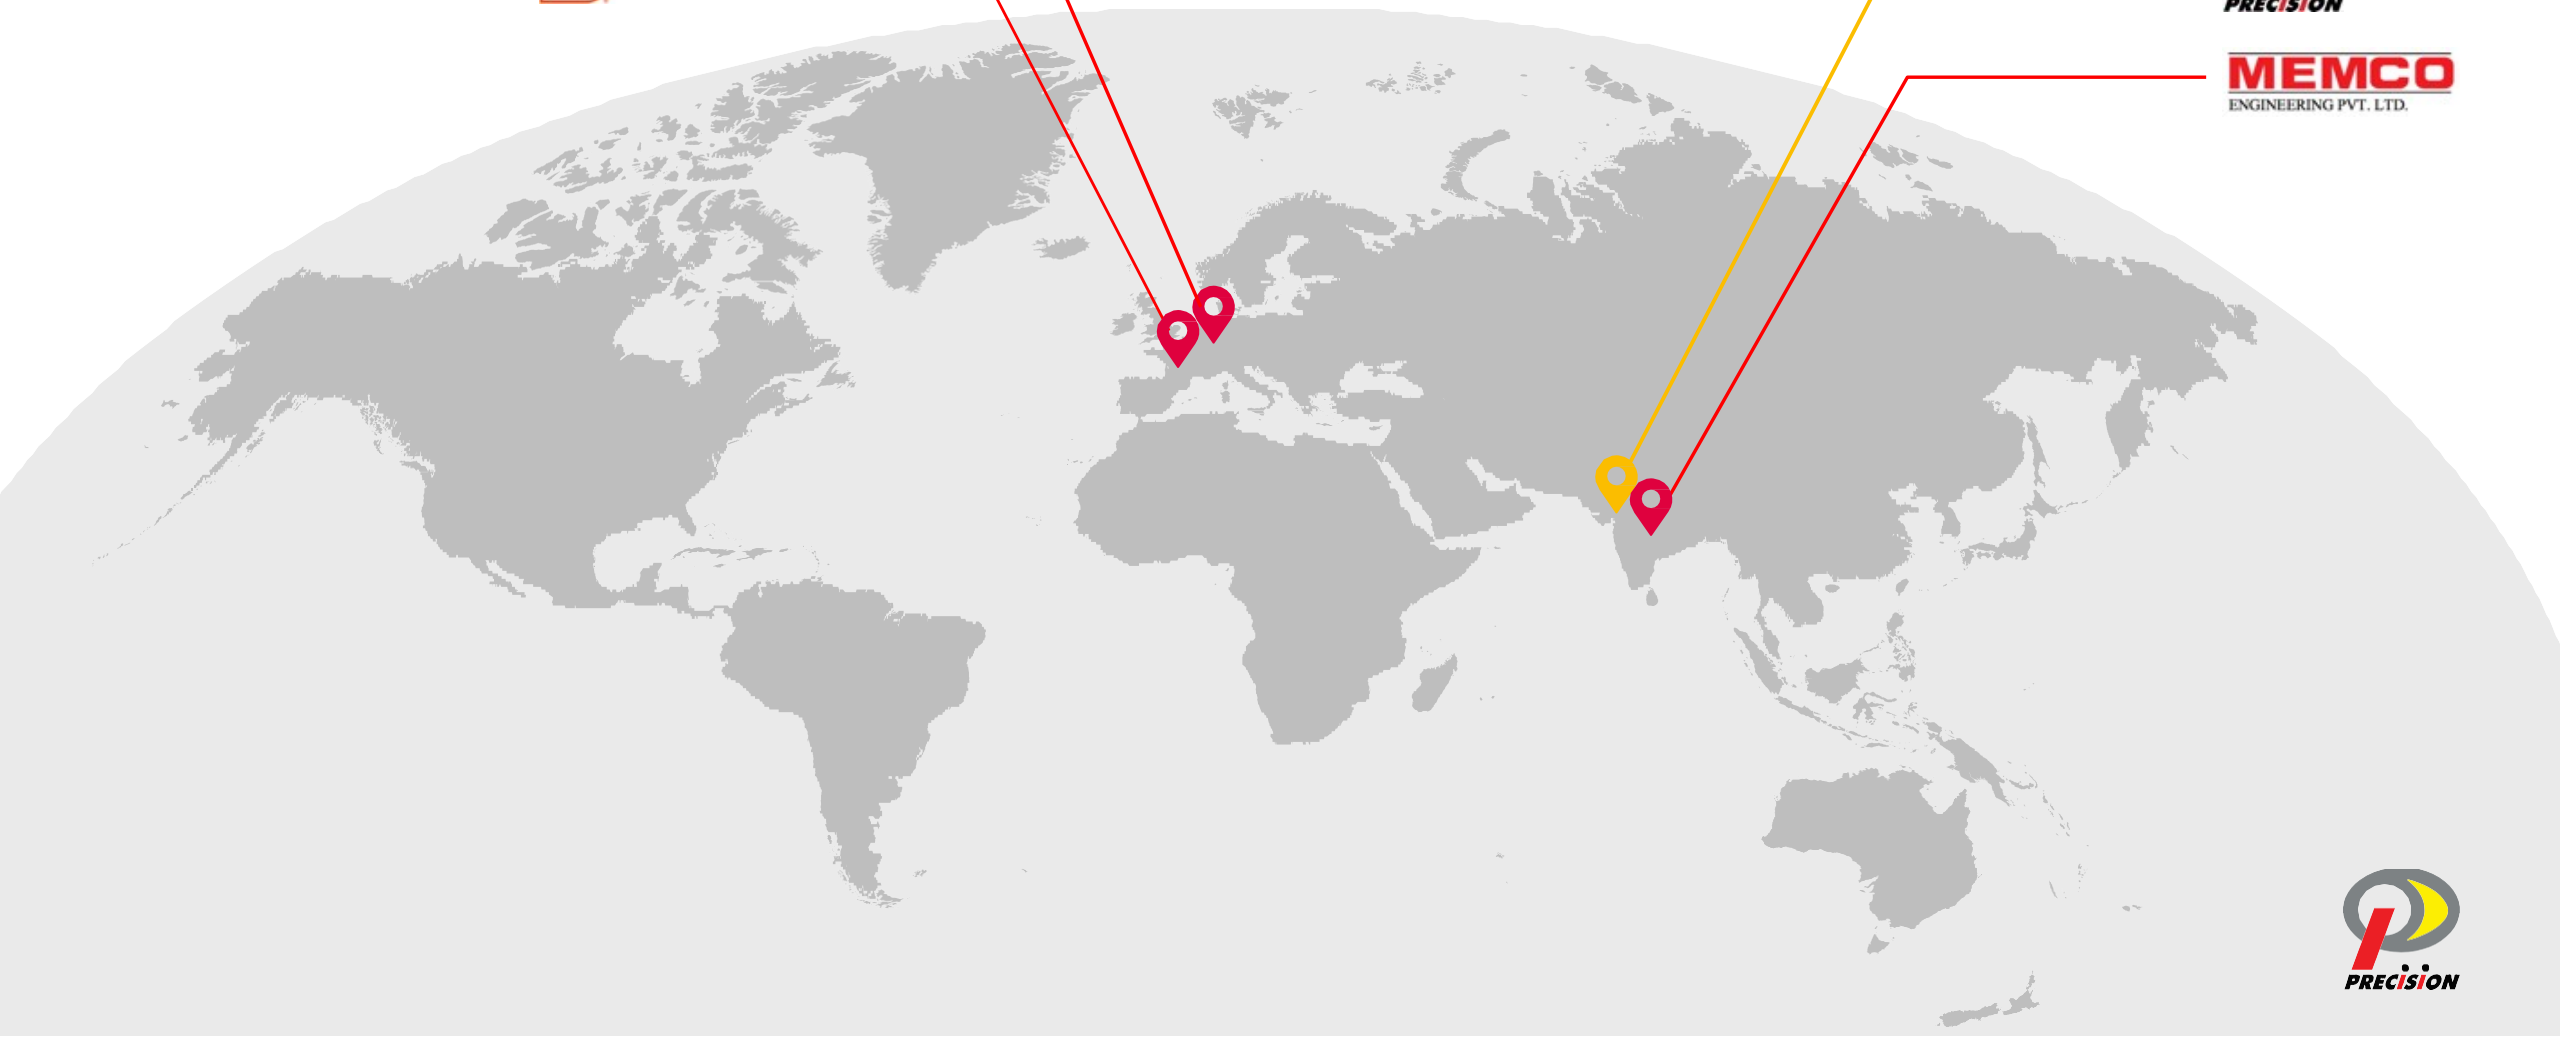 PRECISION
MEMCO
ENGINEERING PVT. LTD.
PRECISION